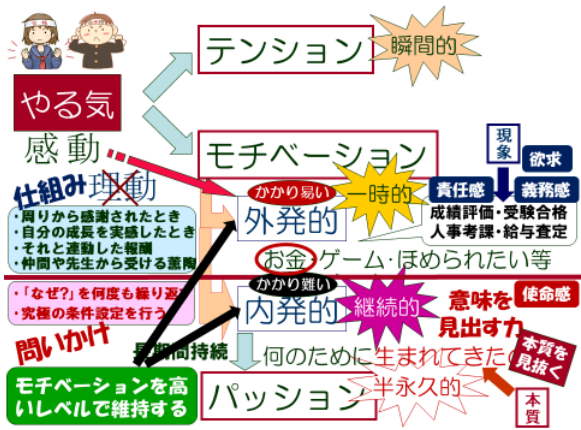 テンション
瞬間的
やる気
感動
モチベーション
現象
欲求
仕組み
理動
かかり易い
一時的
責任感
義務感
外発的
成績評価・受験合格
人事考課・給与査定
・周りから感謝されたとき
・自分の成長を実感したとき
・それと連動した報酬
・仲間や先生から受ける薫陶
お金・ゲーム・ほめられたい等
かかり難い
・「なぜ?」を何度も繰り返
・究極の条件設定を行う
内発的
継続的
意味を
見出す力
使命感
問いかけ
長期間持続
何のために生まれてきたの
本質を
見抜く
モチベーションを高
いレベルで維持する
パッション
半永久的
本質